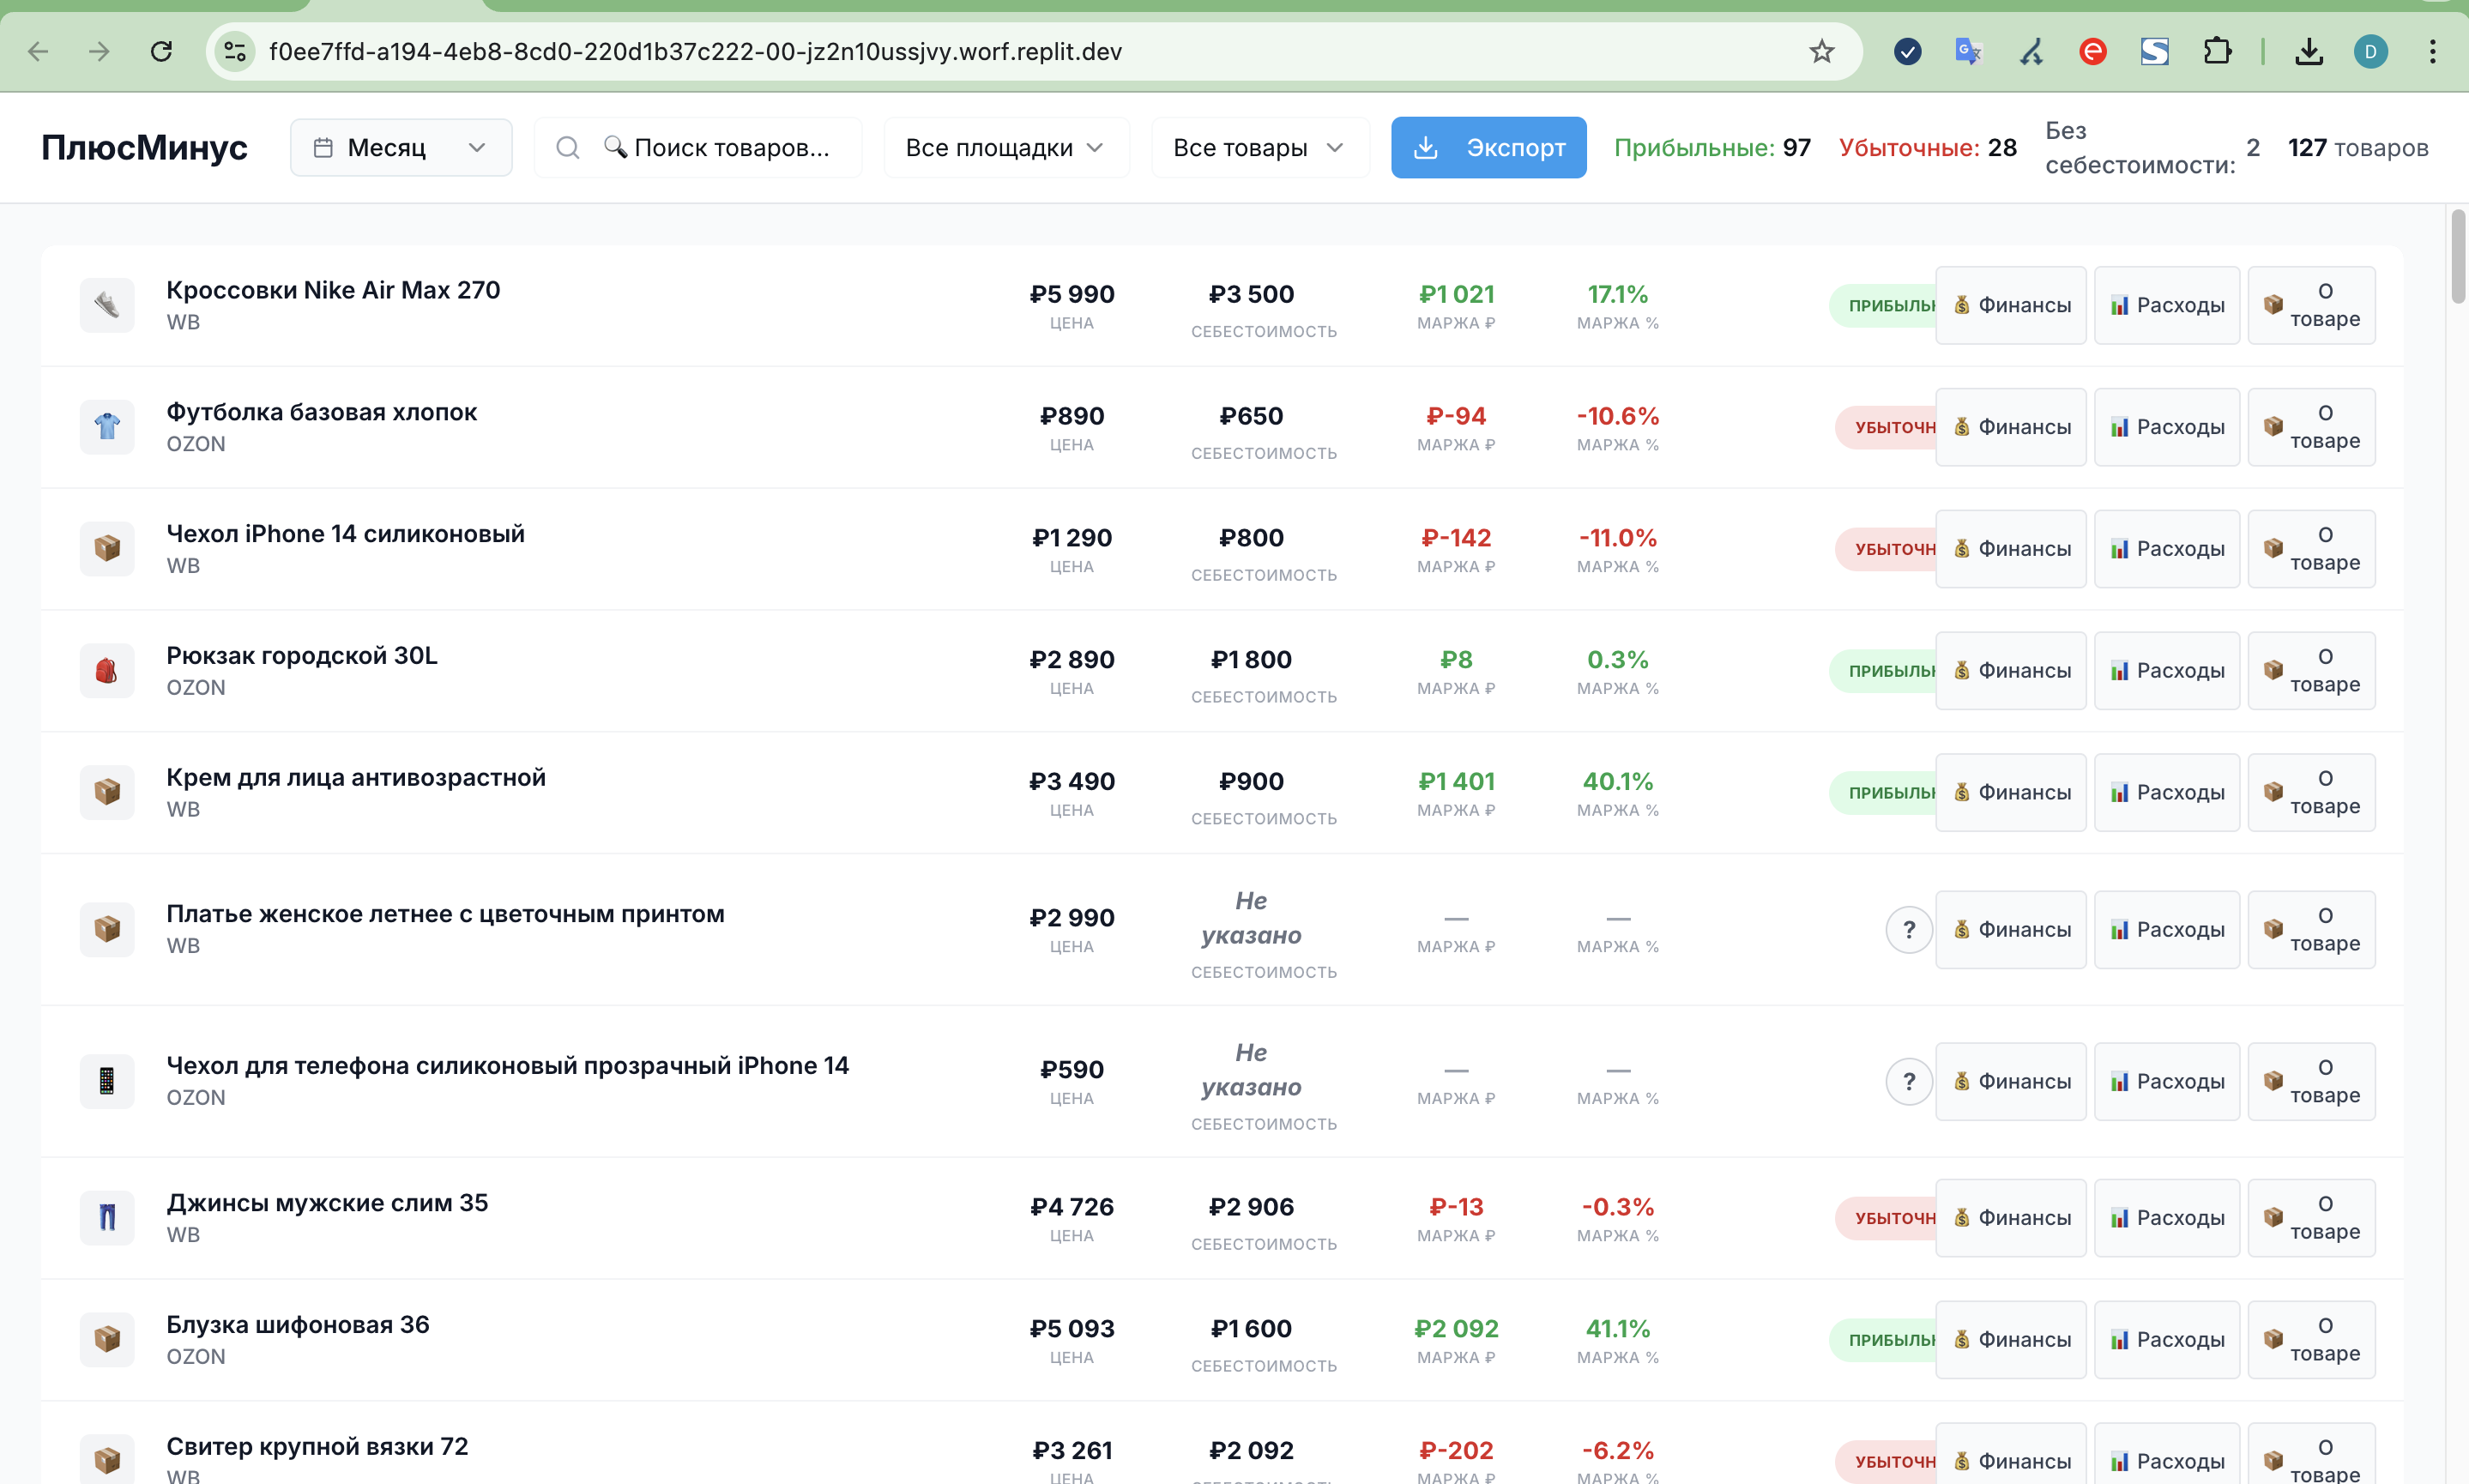 f0ee7ffd-a194-4eb8-8cd0-220d1b37c222-00-jz2n10ussjvy.worf.replit.dev
D
ПлюсМинус
Месяц
🔍 Поиск товаров...
Все площадки
Все товары
Экспорт
Прибыльные: 97
Убыточные: 28
Без
себестоимости: 2
127 товаров
Кроссовки Nike Air Max 270
WB
₽5 990
ЦЕНА
₽3 500
СЕБЕСТОИМОСТЬ
₽1 021
МАРЖА ₽
17.1%
МАРЖА %
ПРИБЫЛЬН
Финансы
Расходы
О
товаре
Футболка базовая хлопок
OZON
₽890
ЦЕНА
₽650
СЕБЕСТОИМОСТЬ
₽-94
МАРЖА ₽
-10.6%
МАРЖА %
УБЫТОЧН
Финансы
Расходы
О
товаре
Чехол iPhone 14 силиконовый
WB
₽1 290
ЦЕНА
₽800
СЕБЕСТОИМОСТЬ
₽-142
МАРЖА ₽
-11.0%
МАРЖА %
УБЫТОЧН
Финансы
Расходы
О
товаре
Рюкзак городской 30L
OZON
₽2 890
ЦЕНА
₽1 800
СЕБЕСТОИМОСТЬ
₽8
МАРЖА ₽
0.3%
МАРЖА %
ПРИБЫЛЬН
Финансы
Расходы
О
товаре
Крем для лица антивозрастной
WB
₽3 490
ЦЕНА
₽900
СЕБЕСТОИМОСТЬ
₽1 401
МАРЖА ₽
40.1%
МАРЖА %
ПРИБЫЛЬН
Финансы
Расходы
О
товаре
Платье женское летнее с цветочным принтом
WB
₽2 990
ЦЕНА
Не
указано
СЕБЕСТОИМОСТЬ
—
МАРЖА ₽
—
МАРЖА %
?
Финансы
Расходы
О
товаре
Чехол для телефона силиконовый прозрачный iPhone 14
OZON
₽590
ЦЕНА
Не
указано
СЕБЕСТОИМОСТЬ
—
МАРЖА ₽
—
МАРЖА %
?
Финансы
Расходы
О
товаре
Джинсы мужские слим 35
WB
₽4 726
ЦЕНА
₽2 906
СЕБЕСТОИМОСТЬ
₽-13
МАРЖА ₽
-0.3%
МАРЖА %
УБЫТОЧН
Финансы
Расходы
О
товаре
Блузка шифоновая 36
OZON
₽5 093
ЦЕНА
₽1 600
СЕБЕСТОИМОСТЬ
₽2 092
МАРЖА ₽
41.1%
МАРЖА %
ПРИБЫЛЬН
Финансы
Расходы
О
товаре
Свитер крупной вязки 72
WB
₽3 261
ЦЕНА
₽2 092
₽-202
МАРЖА ₽
-6.2%
МАРЖА %
УБЫТОЧН
Финансы
Расходы
О
товаре